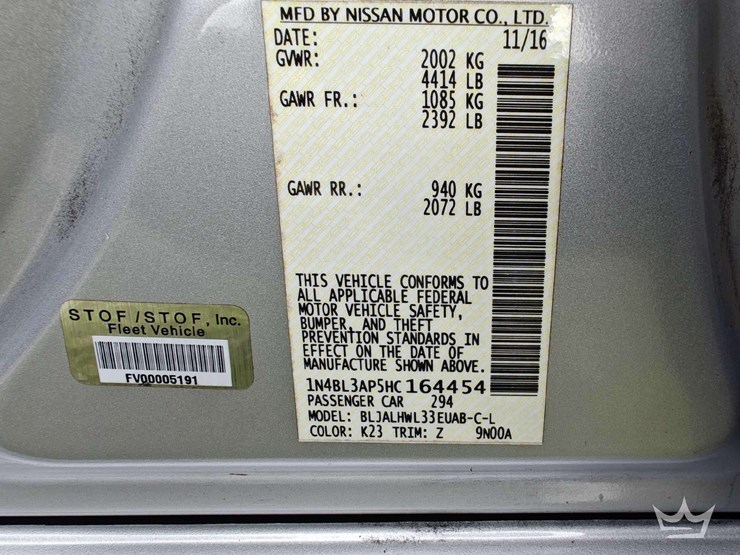 MFD BY NISSAN MOTOR CO., LTD.
DATE: 11/16
GVWR: 2002 KG
4414 LB
GAWR FR.: 1085 KG
2392 LB
GAWR RR.: 940 KG
2072 LB
THIS VEHICLE CONFORMS TO
ALL APPLICABLE FEDERAL
MOTOR VEHICLE SAFETY,
BUMPER, AND THEFT
PREVENTION STANDARDS IN
EFFECT ON THE DATE OF
MANUFACTURE SHOWN ABOVE.
1N4BL3AP5HC164454
PASSENGER CAR 294
MODEL: BLJALHWL33EUAB-C-L
COLOR: K23 TRIM: Z 9N00A
STOF/STOF, Inc.
Fleet Vehicle
FV00005191